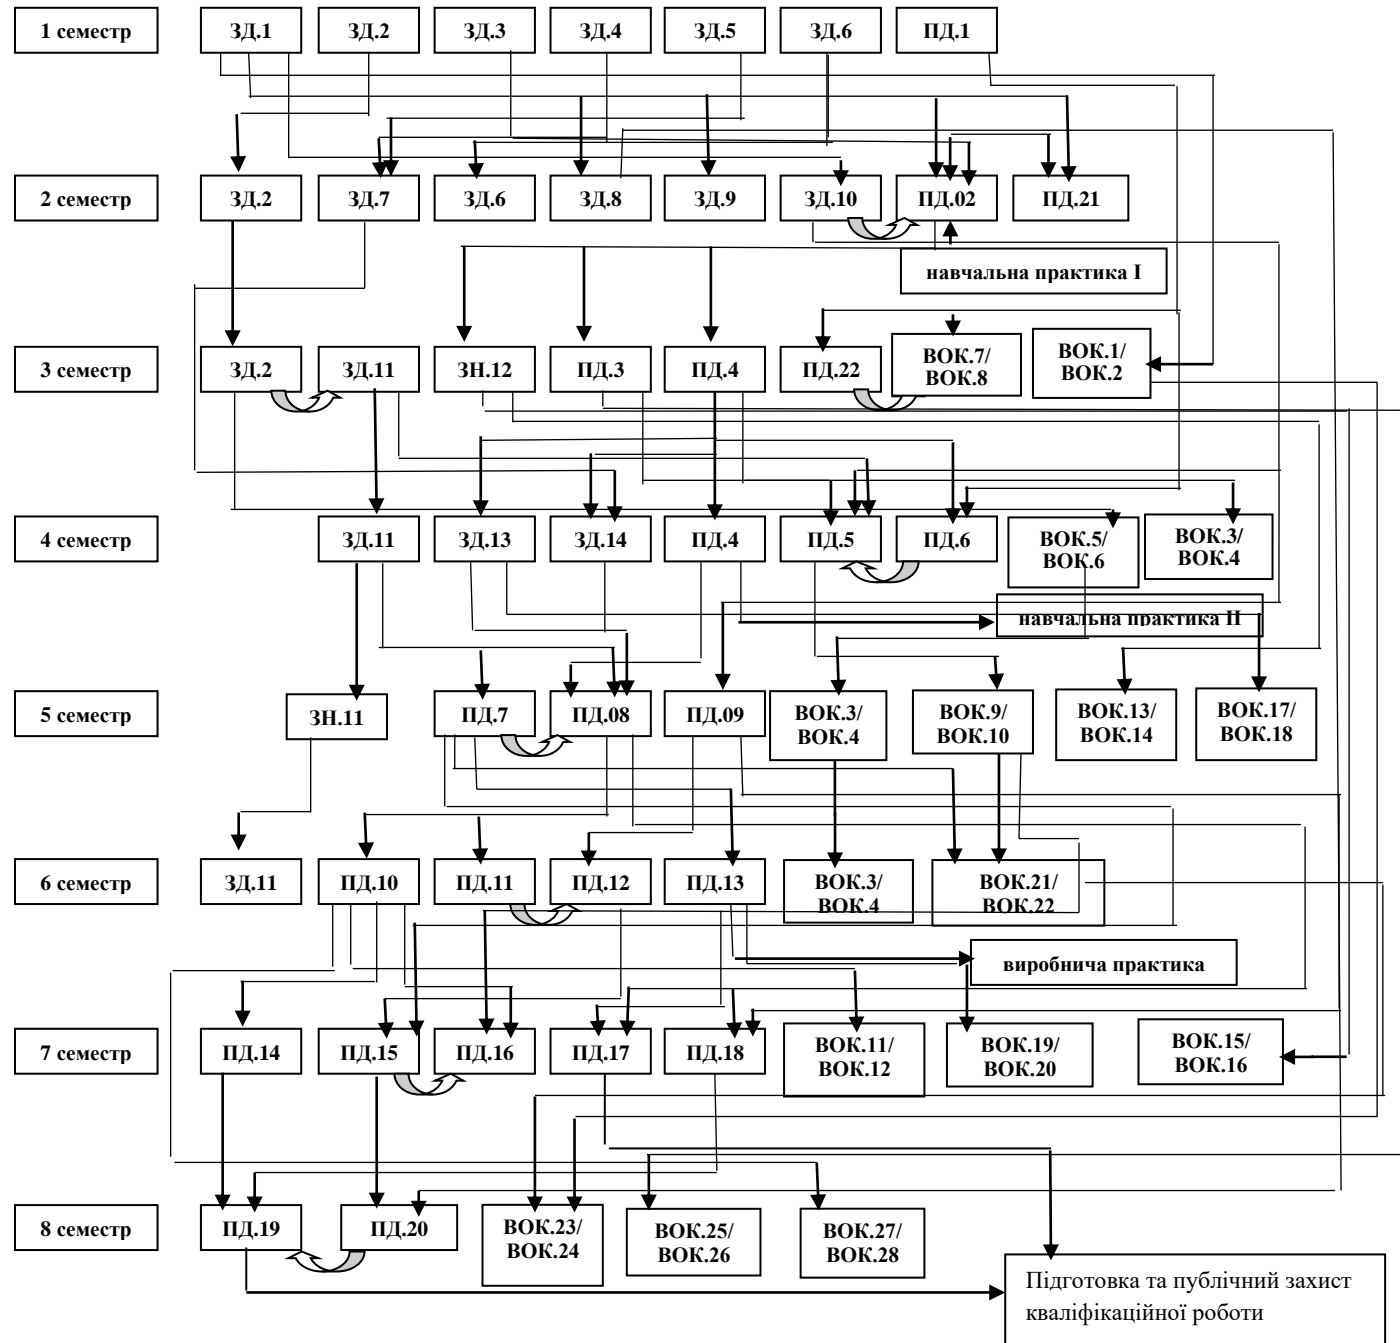 1 семестр
ЗД.1
ЗД.2
ЗД.3
ЗД.4
ЗД.5
ЗД.6
ПД.1
2 семестр
ЗД.2
ЗД.7
ЗД.6
ЗД.8
ЗД.9
ЗД.10
ПД.02
ПД.21
навчальна практика І
3 семестр
ЗД.2
ЗД.11
ЗН.12
ПД.3
ПД.4
ПД.22
ВОК.7/
ВОК.8
ВОК.1/
ВОК.2
4 семестр
ЗД.11
ЗД.13
ЗД.14
ПД.4
ПД.5
ПД.6
ВОК.5/
ВОК.6
ВОК.3/
ВОК.4
навчальна практика ІІ
5 семестр
ЗН.11
ПД.7
ПД.08
ПД.09
ВОК.3/
ВОК.4
ВОК.9/
ВОК.10
ВОК.13/
ВОК.14
ВОК.17/
ВОК.18
6 семестр
ЗД.11
ПД.10
ПД.11
ПД.12
ПД.13
ВОК.3/
ВОК.4
ВОК.21/
ВОК.22
виробнича практика
7 семестр
ПД.14
ПД.15
ПД.16
ПД.17
ПД.18
ВОК.11/
ВОК.12
ВОК.19/
ВОК.20
ВОК.15/
ВОК.16
8 семестр
ПД.19
ПД.20
ВОК.23/
ВОК.24
ВОК.25/
ВОК.26
ВОК.27/
ВОК.28
Підготовка та публічний захист
кваліфікаційної роботи